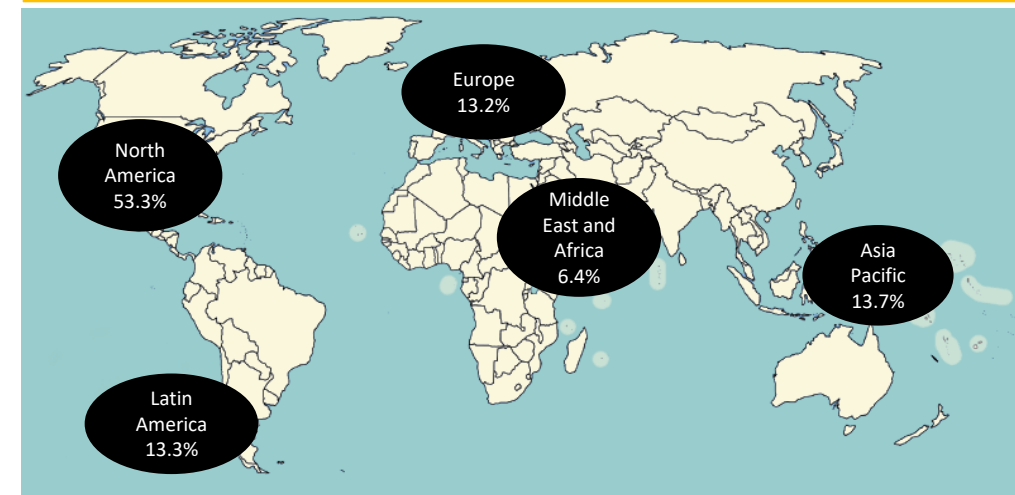 Europe
13.2%
North
America
53.3%
Middle
East and
Africa
6.4%
Asia
Pacific
13.7%
Latin
America
13.3%